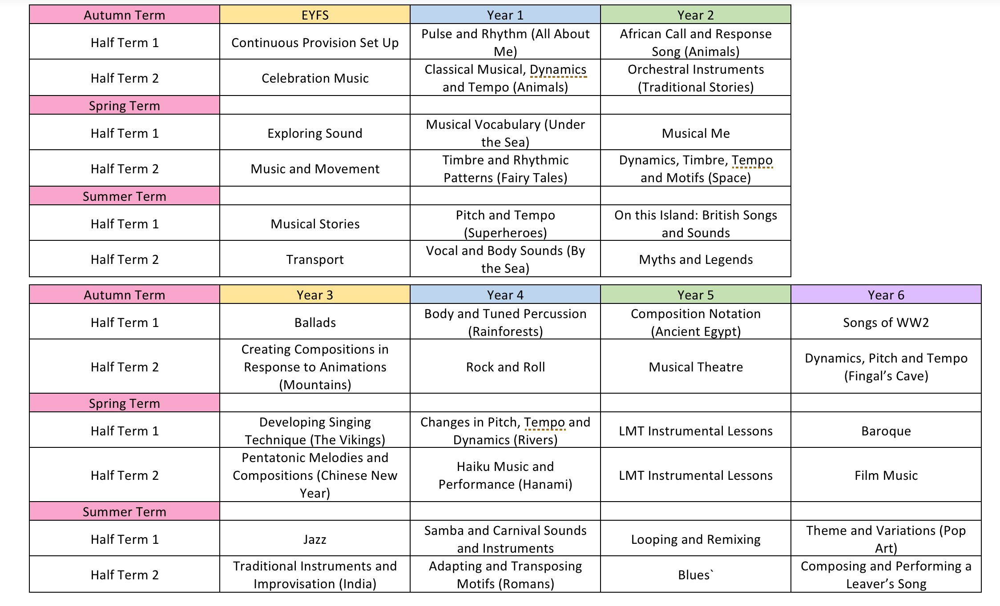 Autumn Term EYFS Year 1 Year 2
Half Term 1 Continuous Provision Set Up Pulse and Rhythm (All About Me) African Call and Response Song (Animals)
Half Term 2 Celebration Music Classical Musical, Dynamics and Tempo (Animals) Orchestral Instruments (Traditional Stories)
Spring Term
Half Term 1 Exploring Sound Musical Vocabulary (Under the Sea) Musical Me
Half Term 2 Music and Movement Timbre and Rhythmic Patterns (Fairy Tales) Dynamics, Timbre, Tempo and Motifs (Space)
Summer Term
Half Term 1 Musical Stories Pitch and Tempo (Superheroes) On this Island: British Songs and Sounds
Half Term 2 Transport Vocal and Body Sounds (By the Sea) Myths and Legends
Autumn Term Year 3 Year 4 Year 5 Year 6
Half Term 1 Ballads Body and Tuned Percussion (Rainforests) Composition Notation (Ancient Egypt) Songs of WW2
Half Term 2 Creating Compositions in Response to Animations (Mountains) Rock and Roll Musical Theatre Dynamics, Pitch and Tempo (Fingal’s Cave)
Spring Term
Half Term 1 Developing Singing Technique (The Vikings) Changes in Pitch, Tempo and Dynamics (Rivers) LMT Instrumental Lessons Baroque
Half Term 2 Pentatonic Melodies and Compositions (Chinese New Year) Haiku Music and Performance (Hanami) LMT Instrumental Lessons Film Music
Summer Term
Half Term 1 Jazz Samba and Carnival Sounds and Instruments Looping and Remixing Theme and Variations (Pop Art)
Half Term 2 Traditional Instruments and Improvisation (India) Adapting and Transposing Motifs (Romans) Blues` Composing and Performing a Leaver’s Song